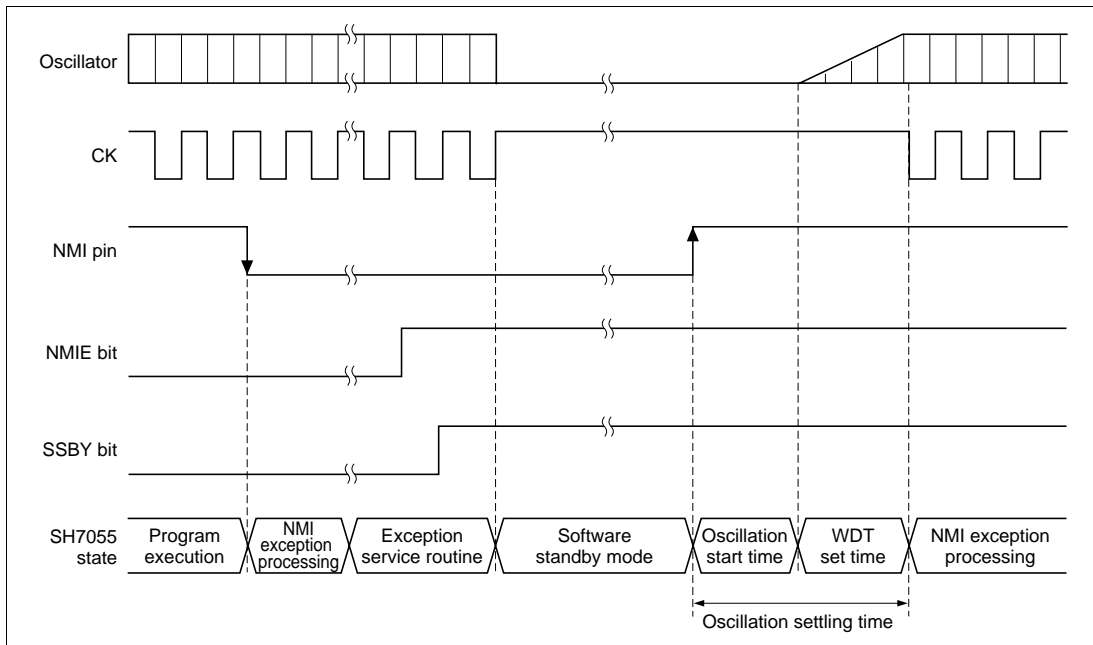 Oscillator
CK
NMI pin
NMIE bit
SSBY bit
SH7055
state
Program
execution
NMI
exception
processing
Exception
service routine
Software
standby mode
Oscillation
start time
WDT
set time
NMI exception
processing
Oscillation settling time